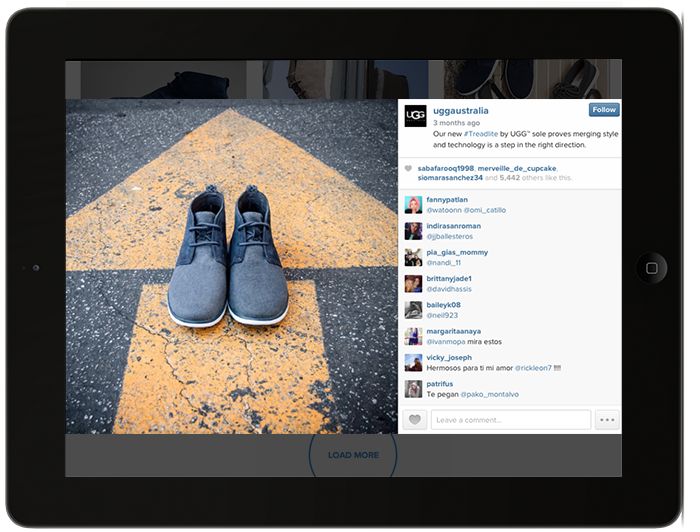 UGG
uggaustralia
Follow
3 months ago
Our new #Treadlite by UGG™ sole proves merging style
and technology is a step in the right direction.
sabafarooq1998, merveille_de_cupcake,
siomarasanchez34 and 5,442 others like this.
fannypatlan
@watoonn @omi_catillo
indirasanroman
@jjballesteros
pia_gias_mommy
@nandi_11
brittanyjade1
@davidhassis
baileyk08
@neil923
margaritaanaya
@ivanmopa mira estos
vicky_joseph
Hermosos para ti mi amor @rickleon7 !!!!
patrifus
Te pegan @pako_montalvo
Leave a comment...
LOAD MORE